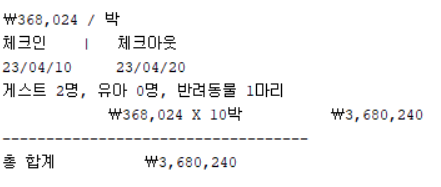 ₩368,024 / 박
체크인 | 체크아웃
23/04/10 23/04/20
게스트 2명, 유아 0명, 반려동물 1마리
₩368,024 X 10박 ₩3,680,240
-----------------------------------
총 합계 ₩3,680,240